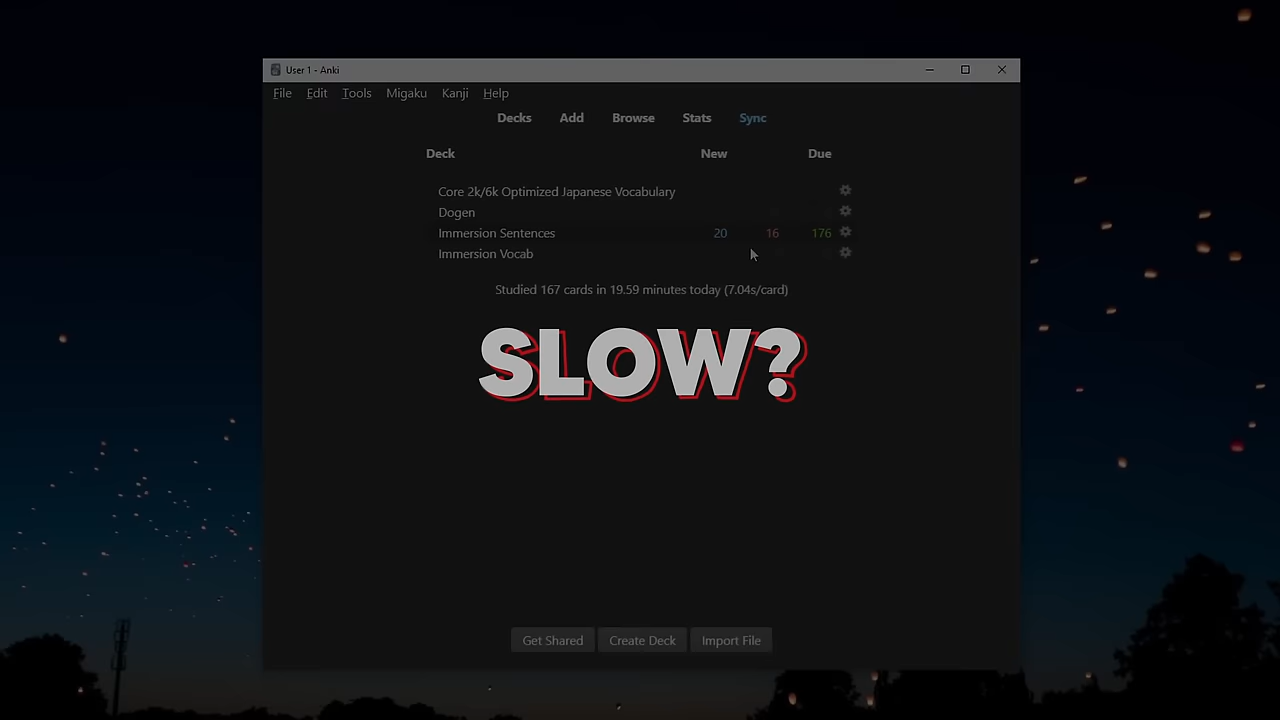 User 1 - Anki
File Edit Tools Migaku Kanji Help
Decks Add Browse Stats Sync
Deck New Due
Core 2k/6k Optimized Japanese Vocabulary
Dogen
Immersion Sentences 20 16 176
Immersion Vocab
Studied 167 cards in 19.59 minutes today (7.04s/card)
SLOW?
Get Shared Create Deck Import File